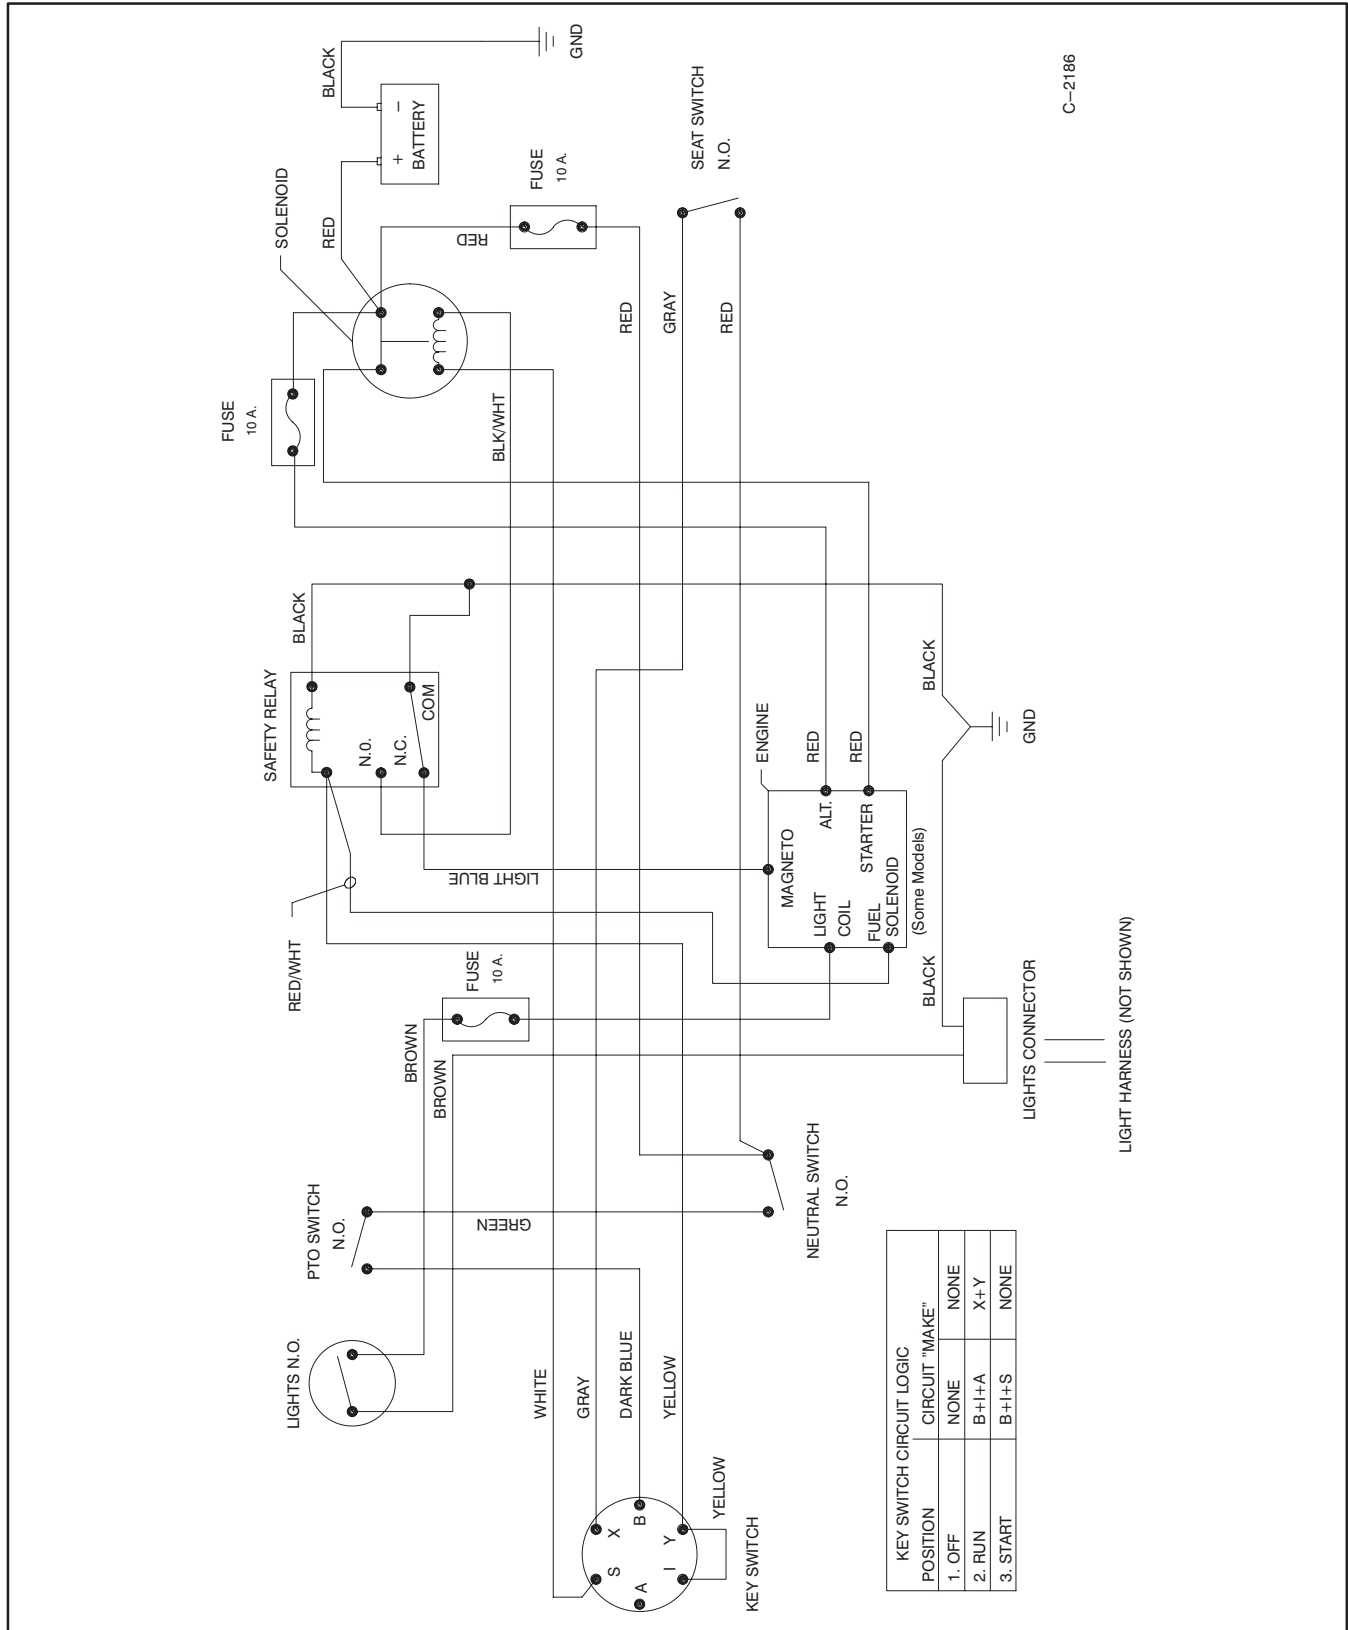 BLACK
GND
−
+
BATTERY
C−2186
SOLENOID
RED
FUSE
10 A.
SEAT SWITCH
N.O.
RED
FUSE
10 A.
RED
GRAY
RED
BLK/WHT
BLACK
SAFETY RELAY
COM
N.0.
N.C.
BLACK
ENGINE
RED
RED
GND
MAGNETO
ALT.
STARTER
LIGHT
COIL
FUEL
SOLENOID
(Some Models)
LIGHT BLUE
RED/WHT
FUSE
10 A.
BLACK
BROWN
BROWN
LIGHTS CONNECTOR
LIGHT HARNESS (NOT SHOWN)
PTO SWITCH
N.O.
GREEN
NEUTRAL SWITCH
N.O.
LIGHTS N.O.
WHITE
GRAY
DARK BLUE
YELLOW
S
X
A
B
I
Y
YELLOW
KEY SWITCH
KEY SWITCH CIRCUIT LOGIC
POSITION CIRCUIT "MAKE"
1. OFF NONE NONE
2. RUN B+I+A X+Y
3. START B+I+S NONE